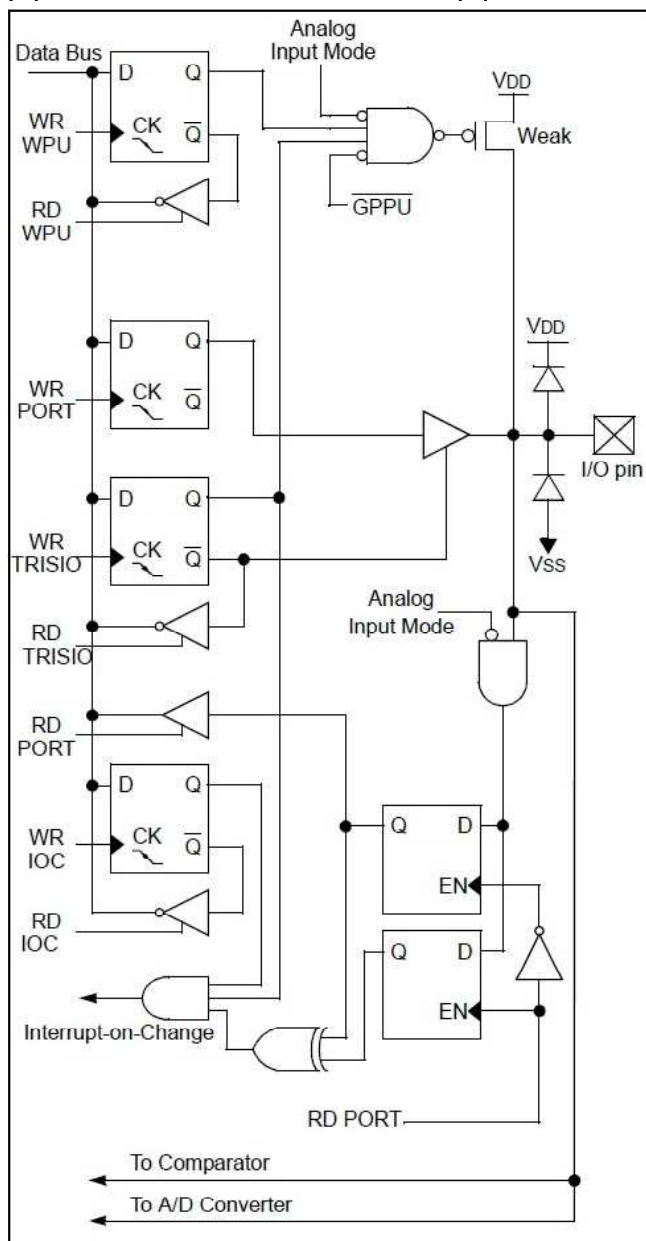 Analog
Input Mode
Data Bus
D Q
VDD
WR
WPU
CK Q
Weak
RD
WPU
GPPU
D Q
VDD
WR
PORT
CK Q
I/O pin
D Q
WR
TRISIO
CK Q
VSS
Analog
Input Mode
RD
TRISIO
RD
PORT
D Q
Q D
WR
IOC
CK Q
EN
RD
IOC
Q D
EN
Interrupt-on-Change
RD PORT
To Comparator
To A/D Converter